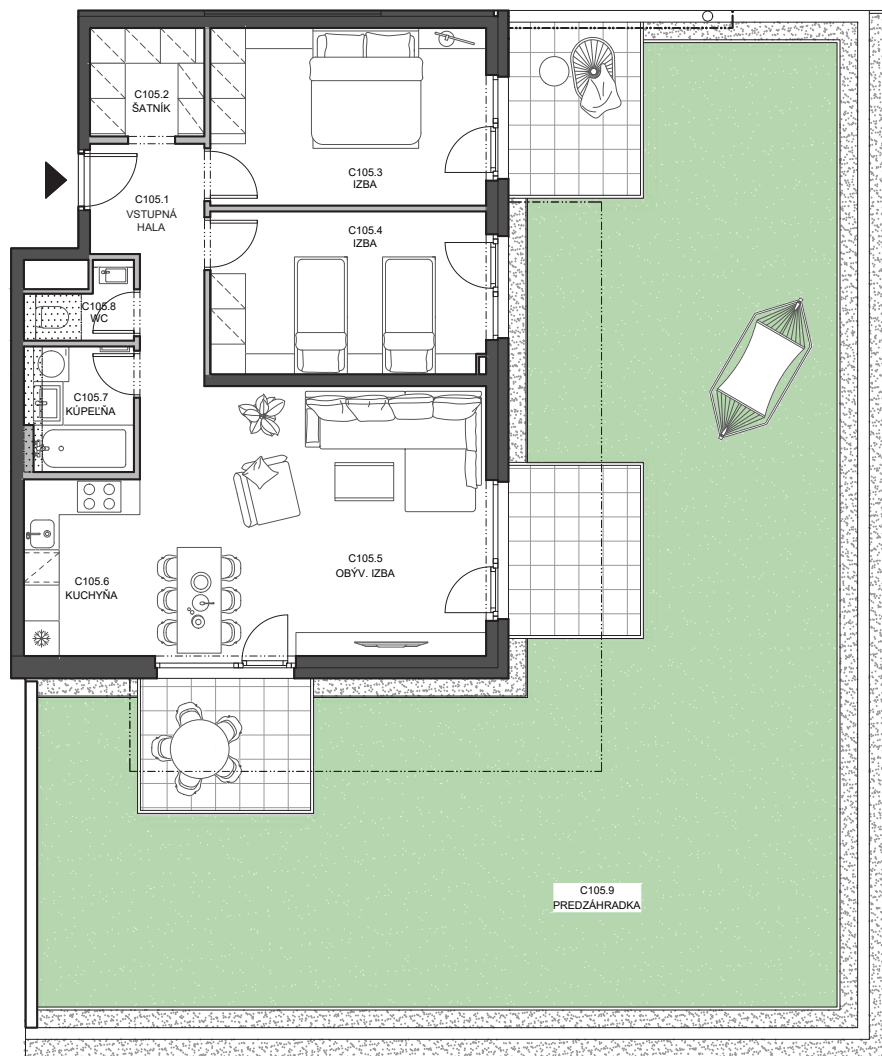 C105.2
ŠATNÍK
C105.3
IZBA
C105.1
VSTUPNÁ
HALA
C105.4
IZBA
C105.8
WC
C105.7
KÚPEĽŇA
C105.5
OBÝV. IZBA
C105.6
KUCHYŇA
C105.9
PREDZÁHRADKA